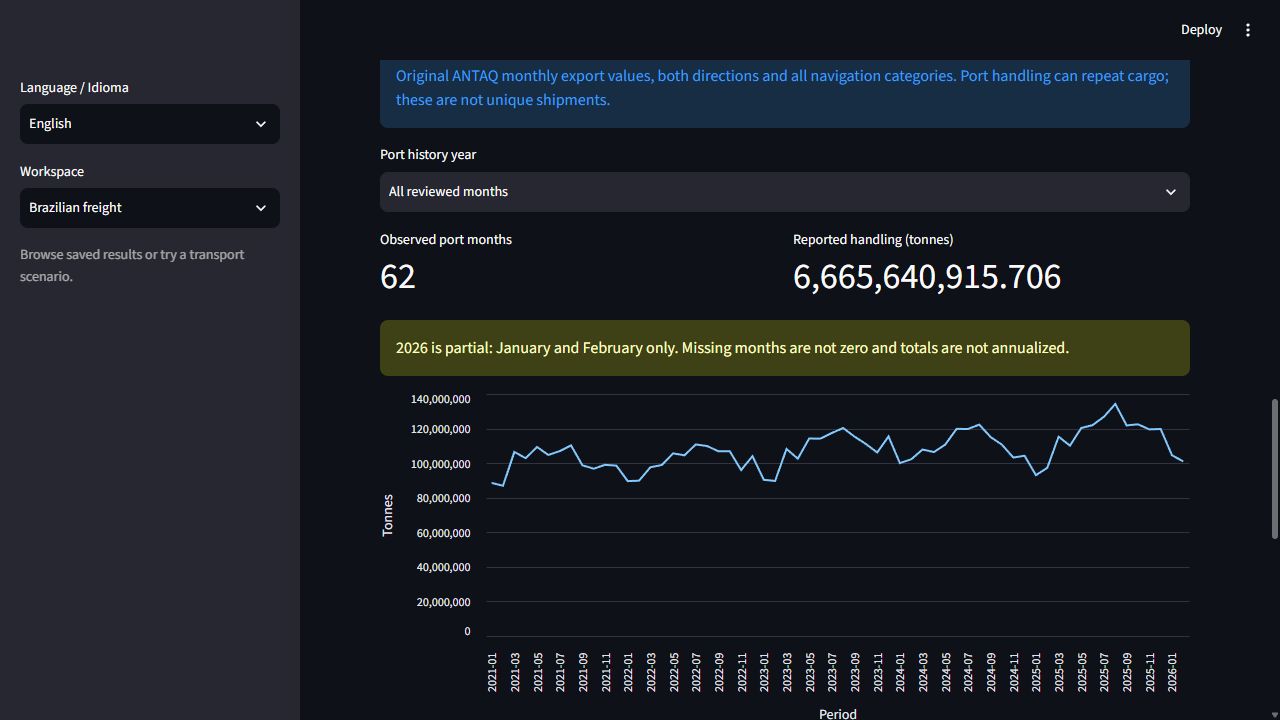 Deploy
Language / Idioma
English
Workspace
Brazilian freight
Browse saved results or try a transport
scenario.
Original ANTAQ monthly export values, both directions and all navigation categories. Port handling can repeat cargo;
these are not unique shipments.
Port history year
All reviewed months
Observed port months
62
Reported handling (tonnes)
6,665,640,915.706
2026 is partial: January and February only. Missing months are not zero and totals are not annualized.
140,000,000
120,000,000
100,000,000
80,000,000
60,000,000
40,000,000
20,000,000
0
Tonnes
2021-01
2021-03
2021-05
2021-07
2021-09
2021-11
2022-01
2022-03
2022-05
2022-07
2022-09
2022-11
2023-01
2023-03
2023-05
2023-07
2023-09
2023-11
2024-01
2024-03
2024-05
2024-07
2024-09
2024-11
2025-01
2025-03
2025-05
2025-07
2025-09
2025-11
2026-01
Period